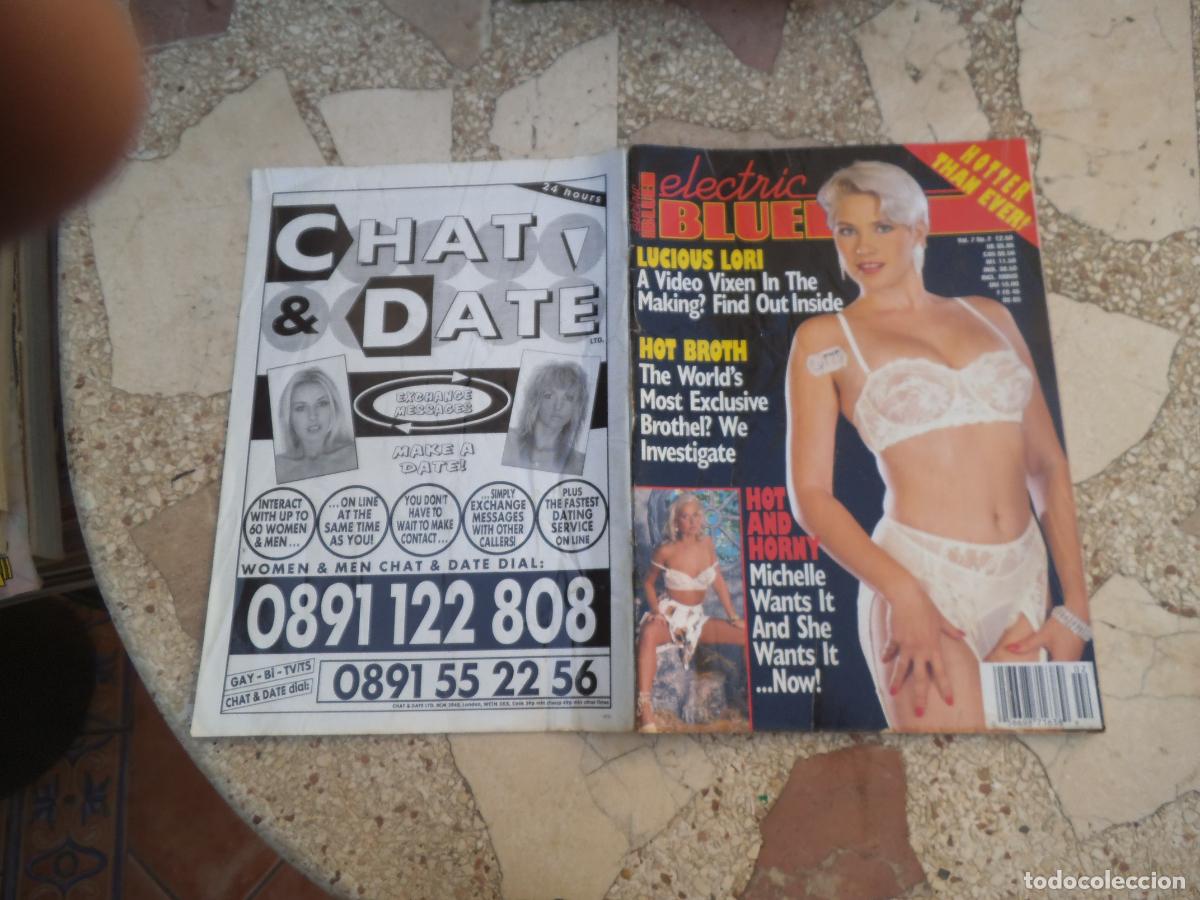 24 hours
CHAT
& DATE
LTD.
EXCHANGE
MESSAGES
MAKE A
DATE!
INTERACT
WITH UP TO
60 WOMEN
& MEN...
...ON LINE
AT THE
SAME TIME
AS YOU!
YOU DON'T
HAVE TO
WAIT TO MAKE
CONTACT...
...SIMPLY
EXCHANGE
MESSAGES
WITH OTHER
CALLERS!
PLUS
THE FASTEST
DATING
SERVICE
ON LINE
WOMEN & MEN CHAT & DATE DIAL:
0891 122 808
GAY - BI - TV/TS
CHAT & DATE dial:
0891 55 22 56
electric
BLUE
electric
BLUE
HOTTER
THAN EVER!
LUCIOUS LORI
A Video Vixen In The
Making? Find Out Inside
HOT BROTH
The World's
Most Exclusive
Brothel? We
Investigate
HOT
AND
HORNY
Michelle
Wants It
And She
Wants It
...Now!
02
todocoleccion